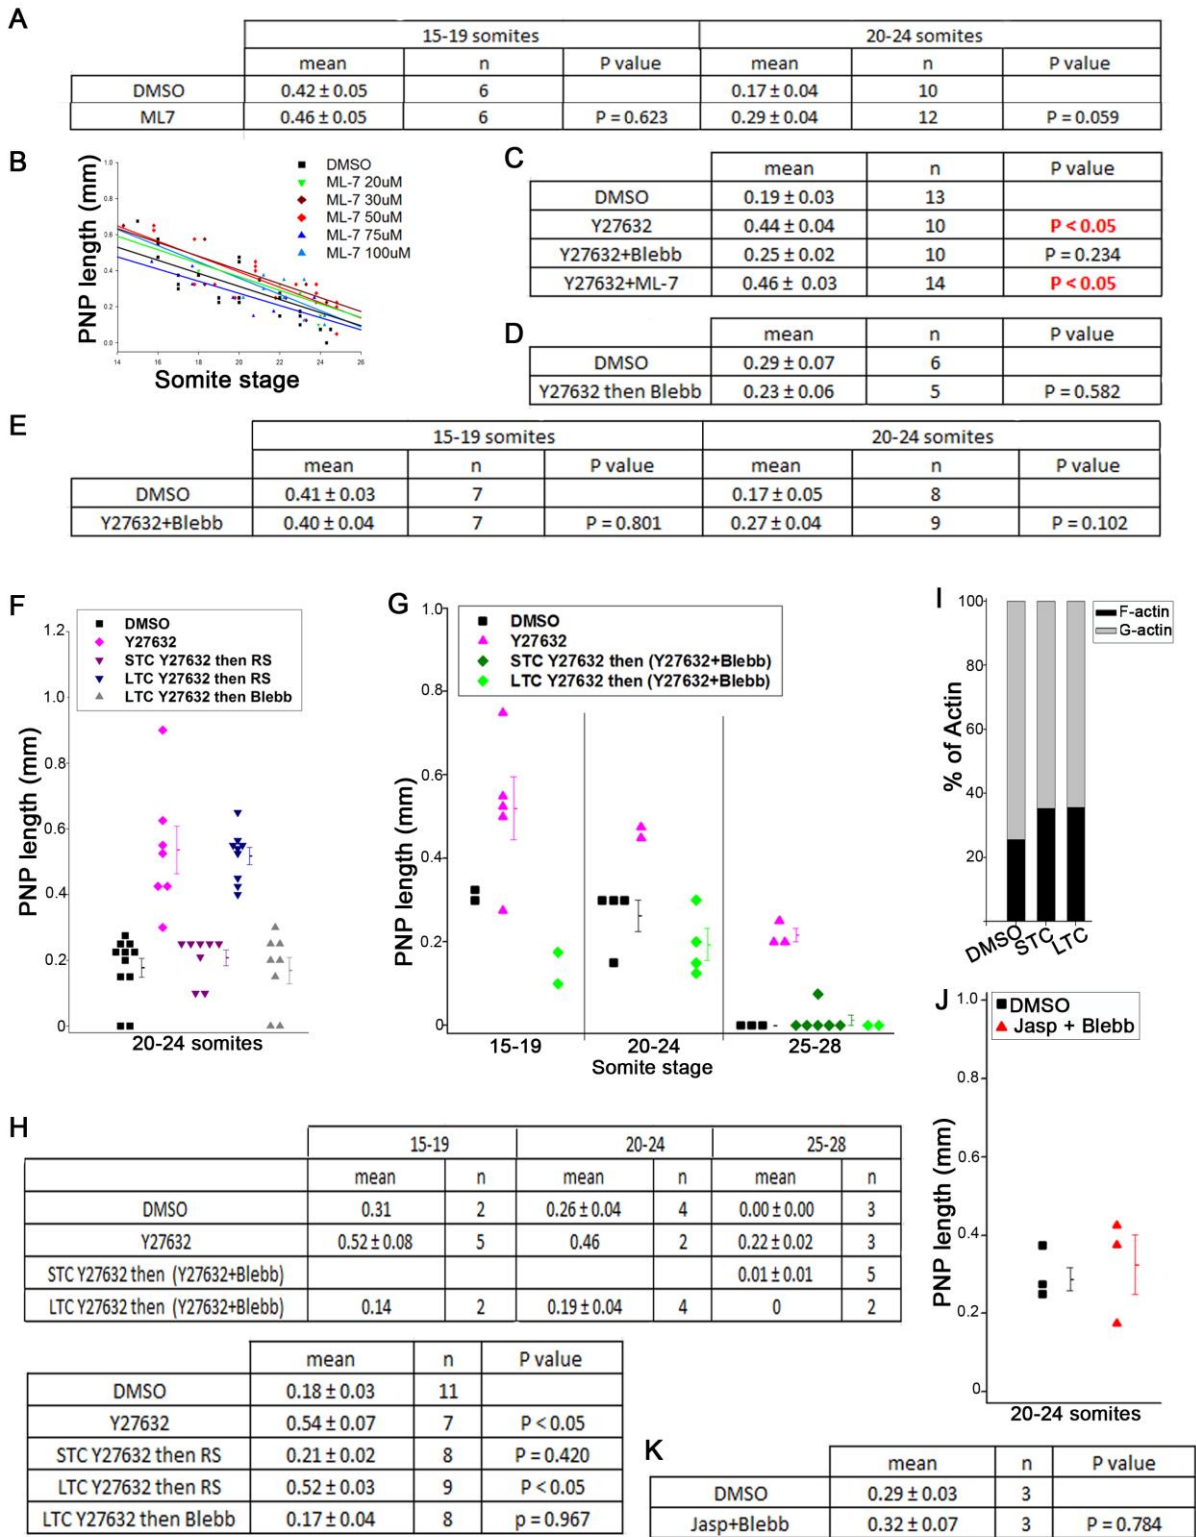 A
15-19 somites 20-24 somites
mean n P value mean n P value
DMSO 0.42 ± 0.05 6 0.17 ± 0.04 10
ML7 0.46 ± 0.05 6 P = 0.623 0.29 ± 0.04 12 P = 0.059
B
PNP length (mm)
1.0
0.8
0.6
0.4
0.2
0.0
14 16 18 20 22 24 26
Somite stage
DMSO
ML-7 20uM
ML-7 30uM
ML-7 50uM
ML-7 75uM
ML-7 100uM
C
mean n P value
DMSO 0.19 ± 0.03 13
Y27632 0.44 ± 0.04 10 P < 0.05
Y27632+Blebb 0.25 ± 0.02 10 P = 0.234
Y27632+ML-7 0.46 ± 0.03 14 P < 0.05
D
mean n P value
DMSO 0.29 ± 0.07 6
Y27632 then Blebb 0.23 ± 0.06 5 P = 0.582
E
15-19 somites 20-24 somites
mean n P value mean n P value
DMSO 0.41 ± 0.03 7 0.17 ± 0.05 8
Y27632+Blebb 0.40 ± 0.04 7 P = 0.801 0.27 ± 0.04 9 P = 0.102
F
DMSO
Y27632
STC Y27632 then RS
LTC Y27632 then RS
LTC Y27632 then Blebb
PNP length (mm)
1.2
1.0
0.8
0.6
0.4
0.2
0
20-24 somites
G
DMSO
Y27632
STC Y27632 then (Y27632+Blebb)
LTC Y27632 then (Y27632+Blebb)
PNP length (mm)
1.0
0.8
0.6
0.4
0.2
0
15-19 20-24 25-28
Somite stage
I
F-actin
G-actin
% of Actin
100
80
60
40
20
DMSO STC LTC
J
DMSO
Jasp + Blebb
PNP length (mm)
1.0
0.8
0.6
0.4
0.2
0
20-24 somites
H
15-19 20-24 25-28
mean n mean n mean n
DMSO 0.31 2 0.26 ± 0.04 4 0.00 ± 0.00 3
Y27632 0.52 ± 0.08 5 0.46 2 0.22 ± 0.02 3
STC Y27632 then (Y27632+Blebb) 0.01 ± 0.01 5
LTC Y27632 then (Y27632+Blebb) 0.14 2 0.19 ± 0.04 4 0 2
mean n P value
DMSO 0.18 ± 0.03 11
Y27632 0.54 ± 0.07 7 P < 0.05
STC Y27632 then RS 0.21 ± 0.02 8 P = 0.420
LTC Y27632 then RS 0.52 ± 0.03 9 P < 0.05
LTC Y27632 then Blebb 0.17 ± 0.04 8 p = 0.967
K
mean n P value
DMSO 0.29 ± 0.03 3
Jasp+Blebb 0.32 ± 0.07 3 P = 0.784